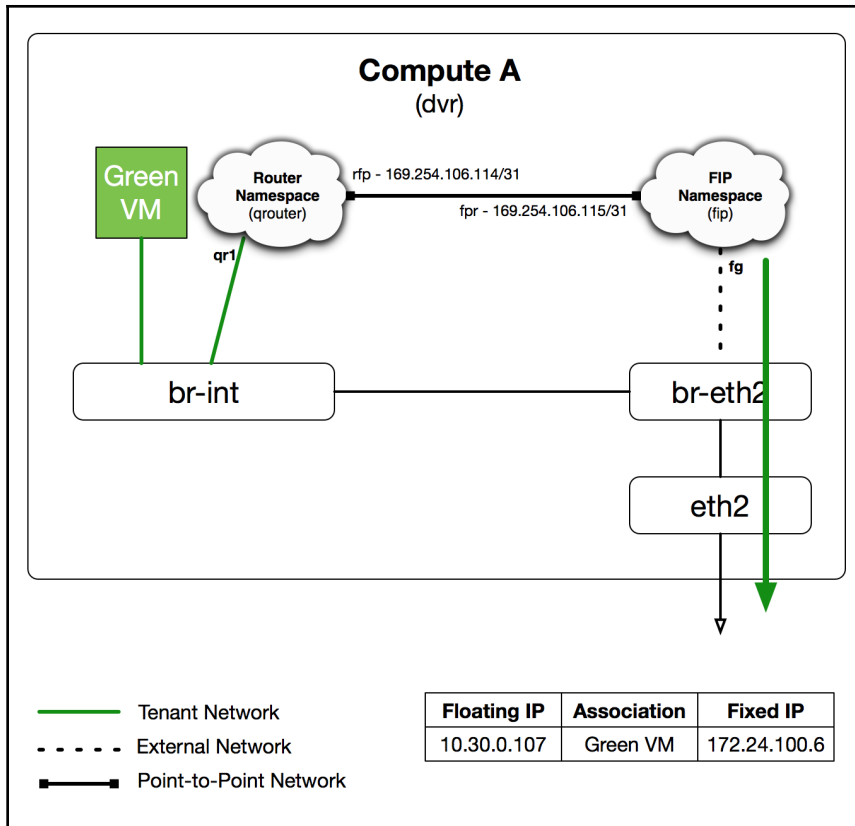 Compute A
(dvr)
Green
VM
Router
Namespace
(qrouter)
rfp - 169.254.106.114/31
fpr - 169.254.106.115/31
FIP
Namespace
(fip)
qr1
fg
br-int
br-eth2
eth2
Tenant Network
External Network
Point-to-Point Network
Floating IP Association Fixed IP
10.30.0.107 Green VM 172.24.100.6